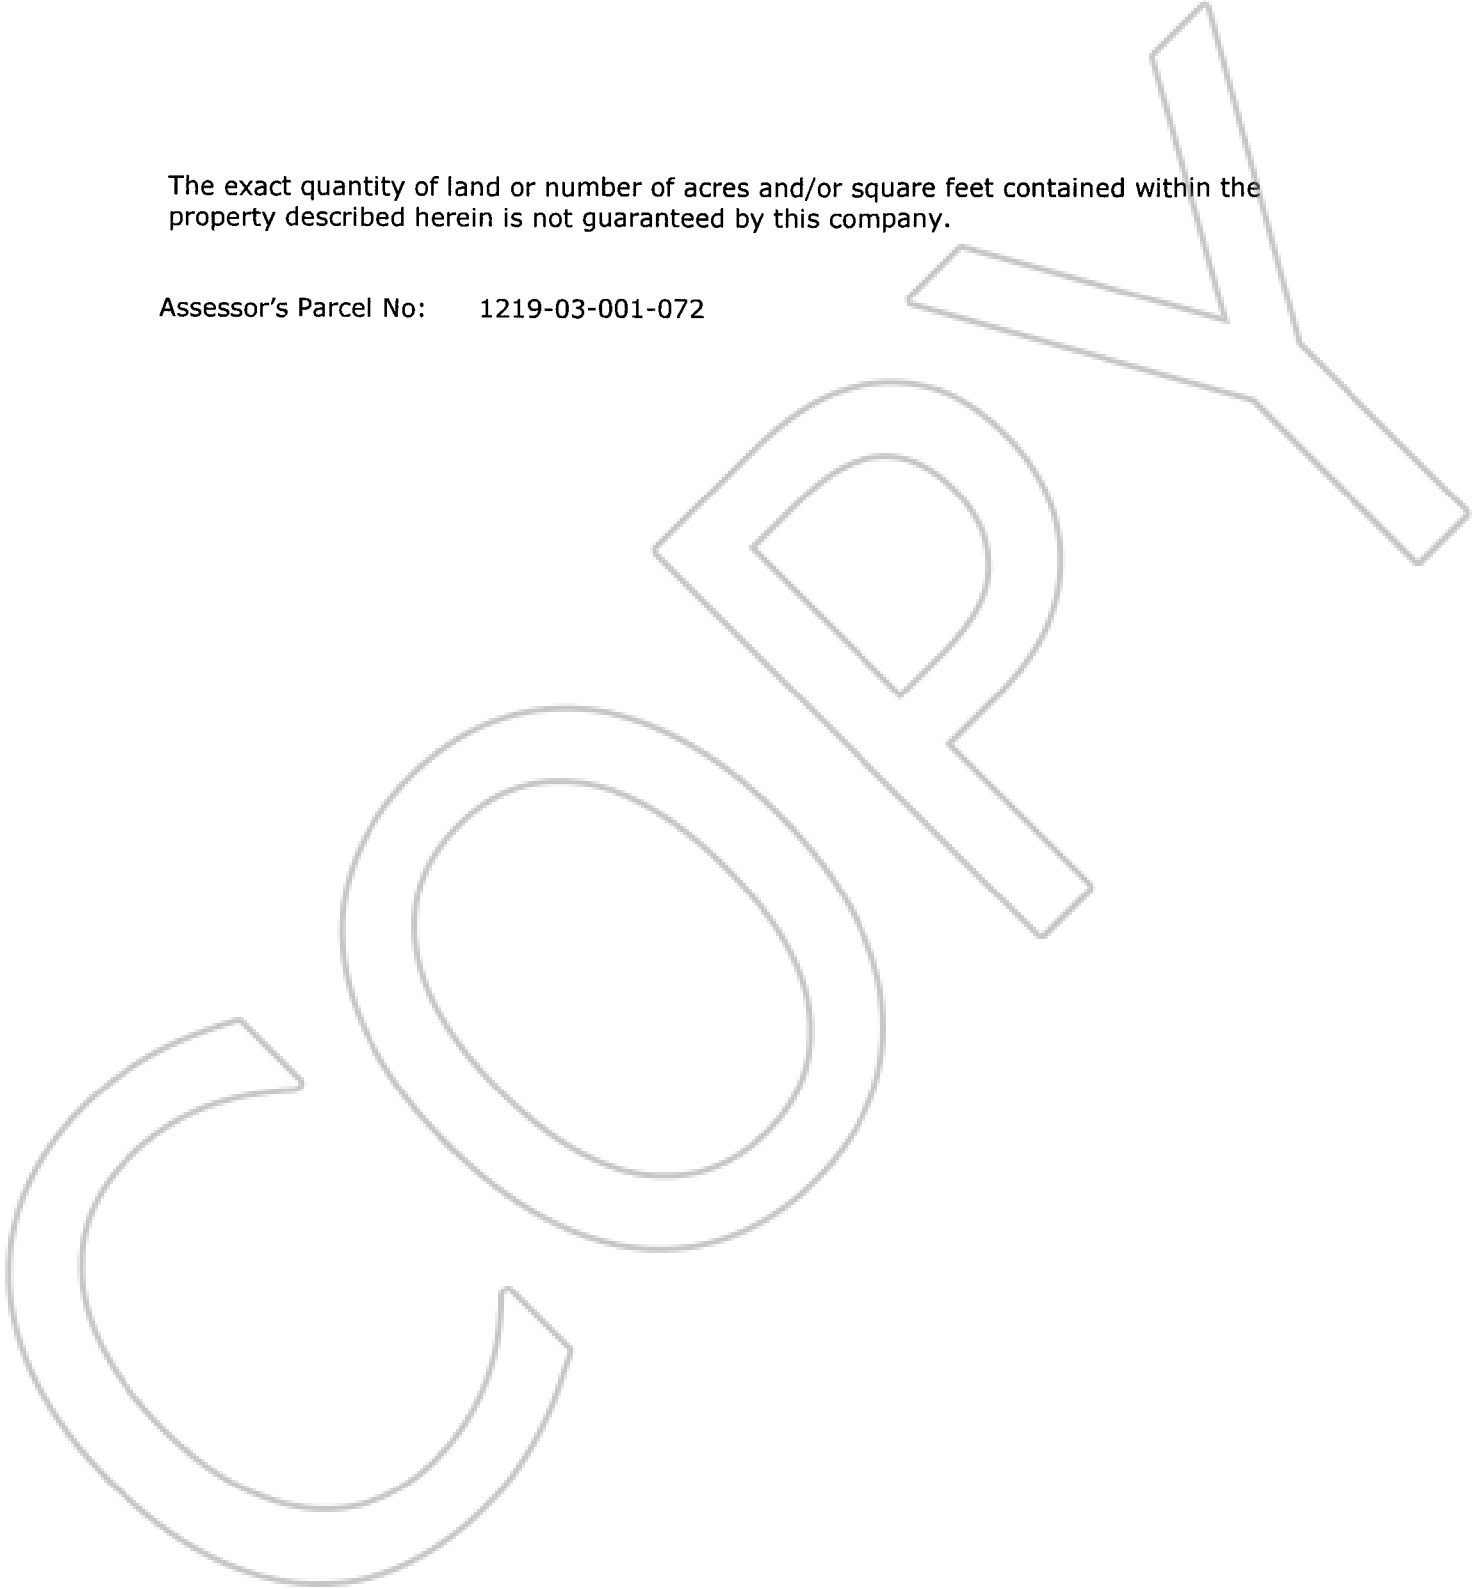 The exact quantity of land or number of acres and/or square feet contained within the
property described herein is not guaranteed by this company.
Assessor’s Parcel No: 1219-03-001-072
COPY